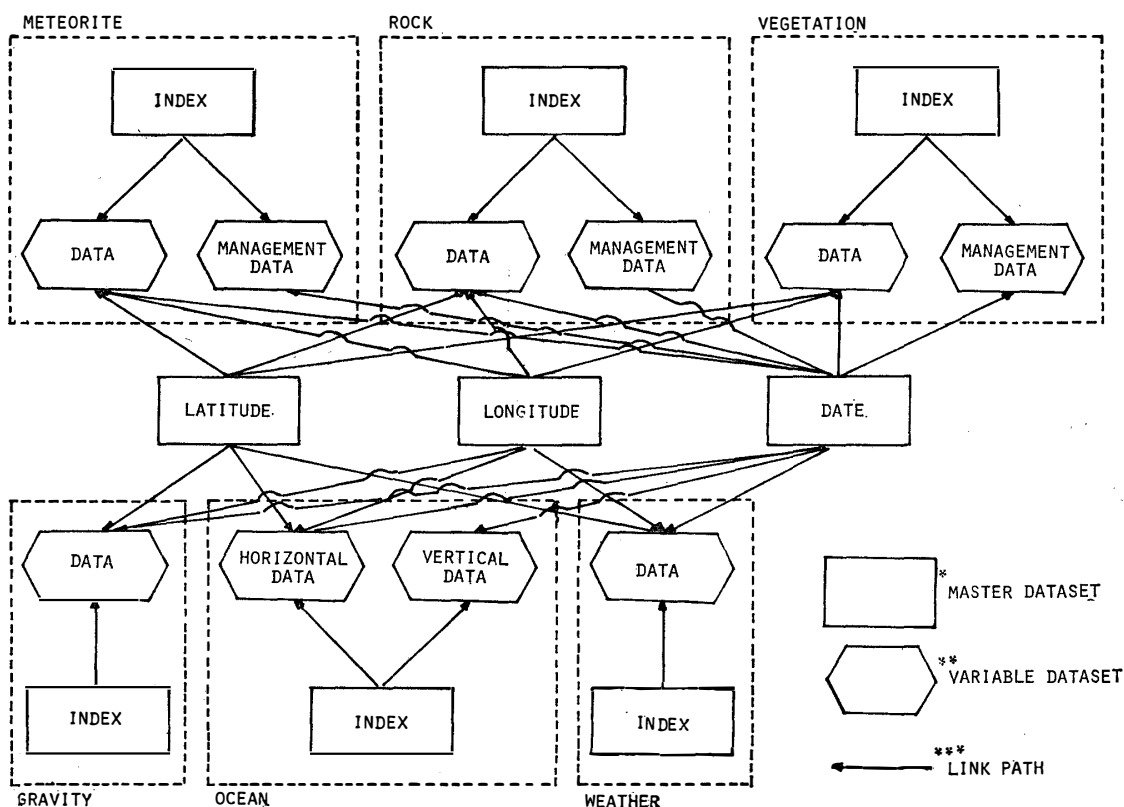 METEORITE
ROCK
VEGETATION
INDEX
INDEX
INDEX
DATA
MANAGEMENT
DATA
DATA
MANAGEMENT
DATA
DATA
MANAGEMENT
DATA
LATITUDE
LONGITUDE
DATE
DATA
HORIZONTAL
DATA
VERTICAL
DATA
DATA
INDEX
INDEX
INDEX
GRAVITY
OCEAN
WEATHER
* MASTER DATASET
** VARIABLE DATASET
*** LINK PATH